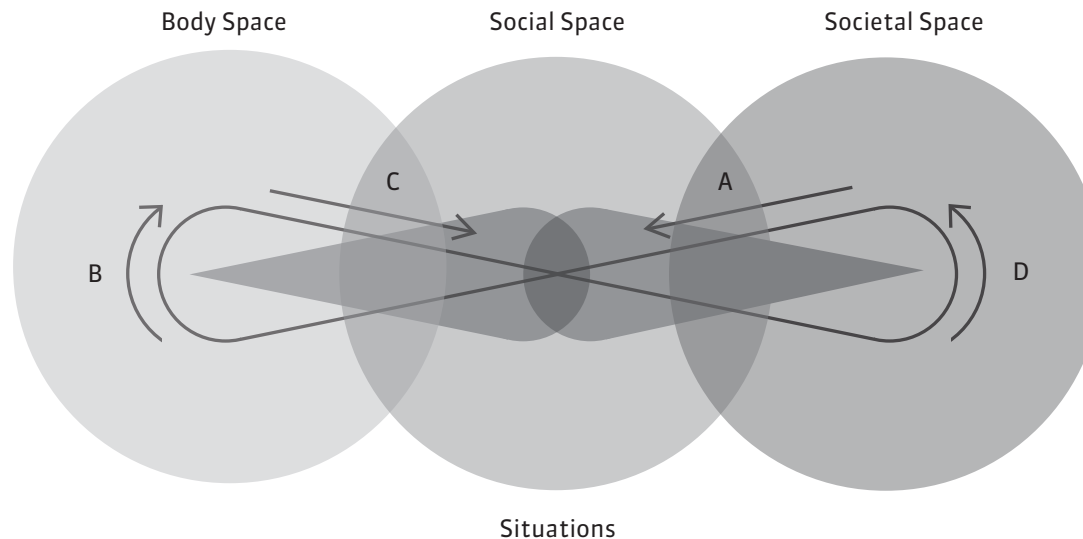 Body Space
Social Space
Societal Space
C
A
B
D
Situations